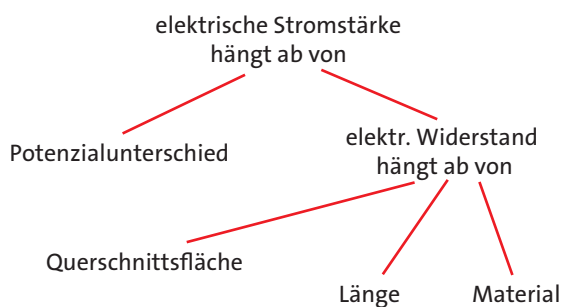 elektrische Stromstärke
hängt ab von
Potenzialunterschied
elektr. Widerstand
hängt ab von
Querschnittsfläche
Länge
Material